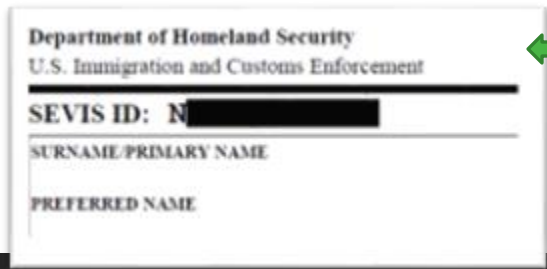 Department of Homeland Security
U.S. Immigration and Customs Enforcement
SEVIS ID: N
SURNAME/PRIMARY NAME
PREFERRED NAME